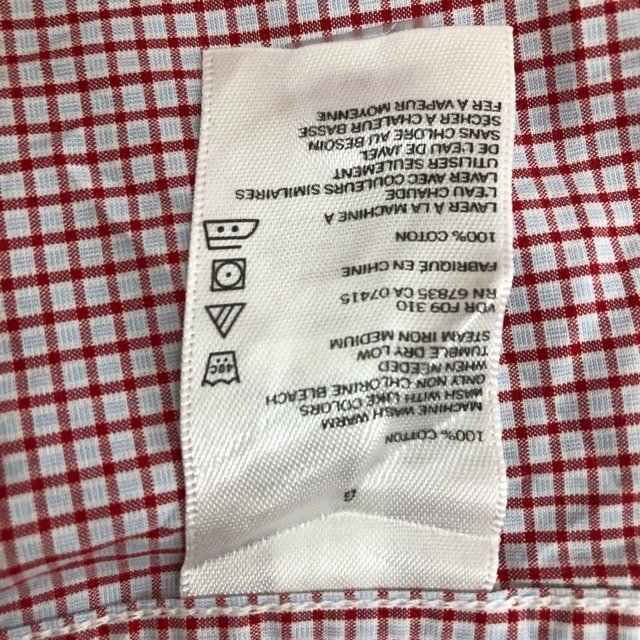 100% COTTON
MACHINE WASH WARM
WASH WITH LIKE COLORS
ONLY NON CHLORINE BLEACH
WHEN NEEDED
TUMBLE DRY LOW
STEAM IRON MEDIUM
VDR F09 310
RN 67835 CA 07415
FABRIQUE EN CHINE
100% COTON
LAVER A LA MACHINE A
L'EAU CHAUDE
LAVER AVEC COULEURS SIMILAIRES
UTILISER SEULEMENT
DE L'EAU DE JAVEL
SANS CHLORE AU BESOIN
SÉCHER A CHALEUR BASSE
FER A VAPEUR MOYENNE
40C